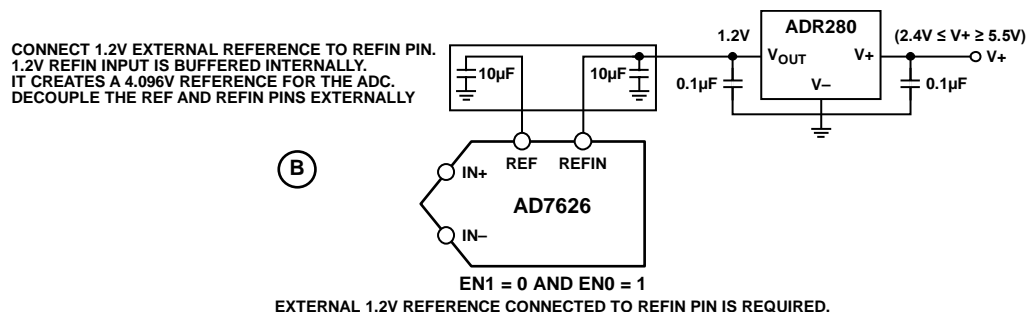 CONNECT 1.2V EXTERNAL REFERENCE TO REFIN PIN.
1.2V REFIN INPUT IS BUFFERED INTERNALLY.
IT CREATES A 4.096V REFERENCE FOR THE ADC.
DECOUPLE THE REF AND REFIN PINS EXTERNALLY
10µF
10µF
1.2V
ADR280
(2.4V ≤ V+ ≥ 5.5V)
VOUT
V+
V+
0.1µF
V–
0.1µF
B
REF
REFIN
IN+
AD7626
IN–
EN1 = 0 AND EN0 = 1
EXTERNAL 1.2V REFERENCE CONNECTED TO REFIN PIN IS REQUIRED.